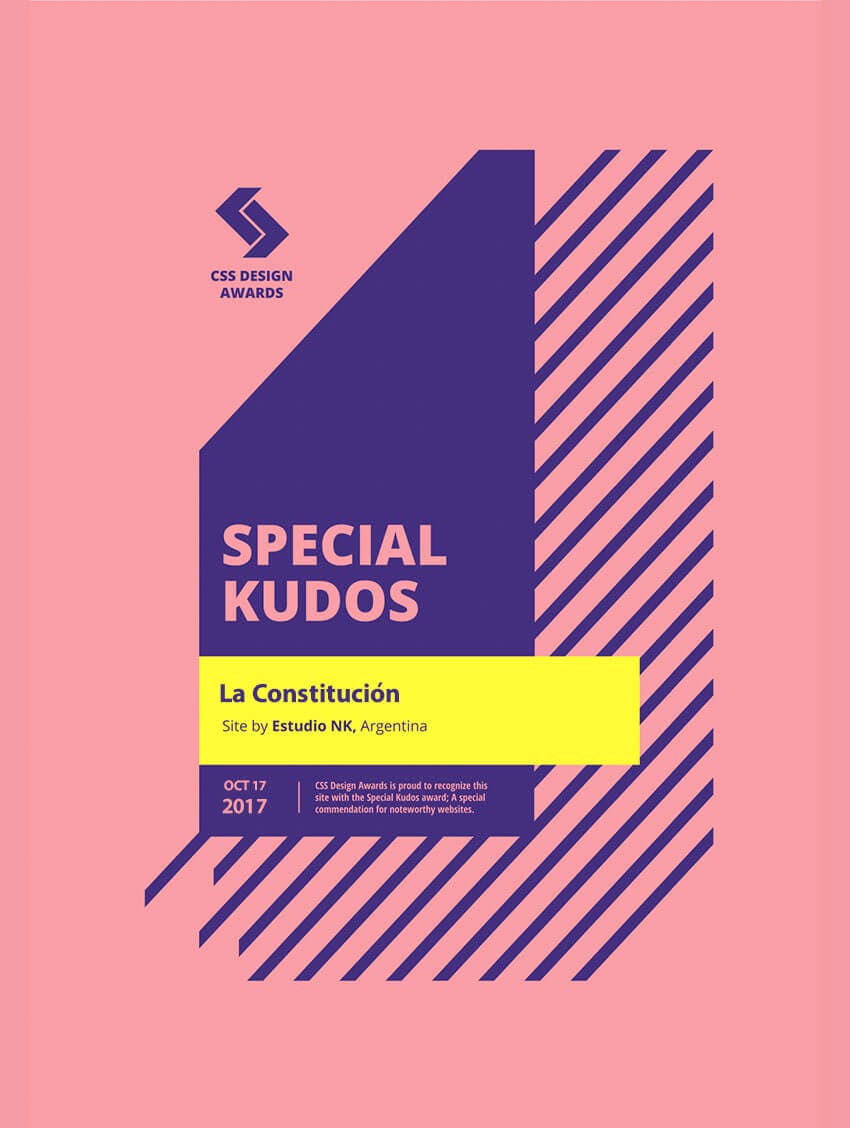 CSS DESIGN
AWARDS
SPECIAL
KUDOS
La Constitución
Site by Estudio NK, Argentina
OCT 17
2017
CSS Design Awards is proud to recognize this
site with the Special Kudos award; A special
commendation for noteworthy websites.